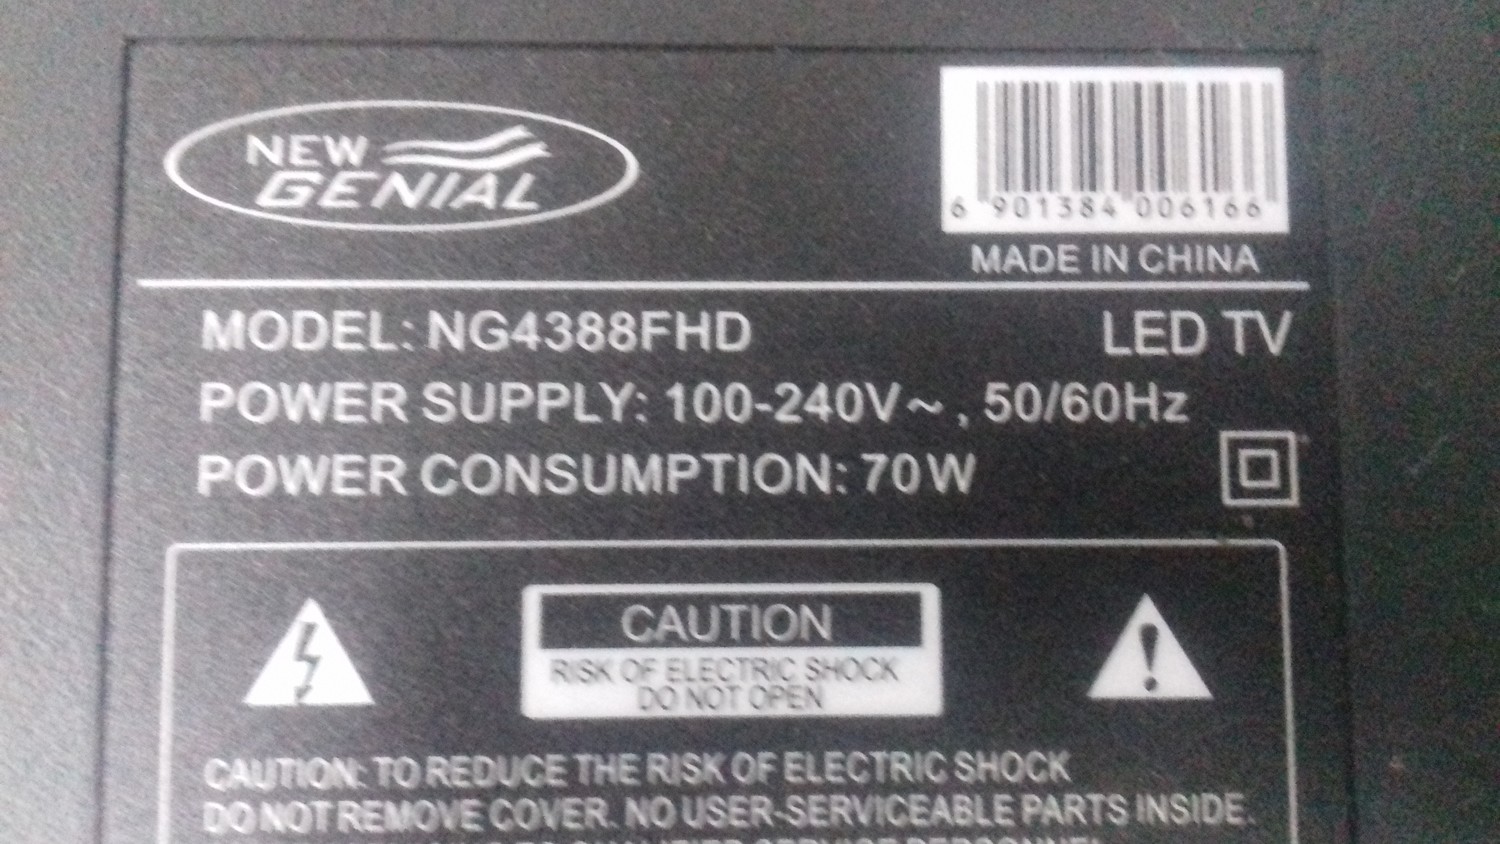 NEW
GENIAL
6 901384 006166
MADE IN CHINA
MODEL: NG4388FHD LED TV
POWER SUPPLY: 100-240V~, 50/60Hz
POWER CONSUMPTION: 70W
CAUTION
RISK OF ELECTRIC SHOCK
DO NOT OPEN
CAUTION: TO REDUCE THE RISK OF ELECTRIC SHOCK
DO NOT REMOVE COVER. NO USER-SERVICEABLE PARTS INSIDE.